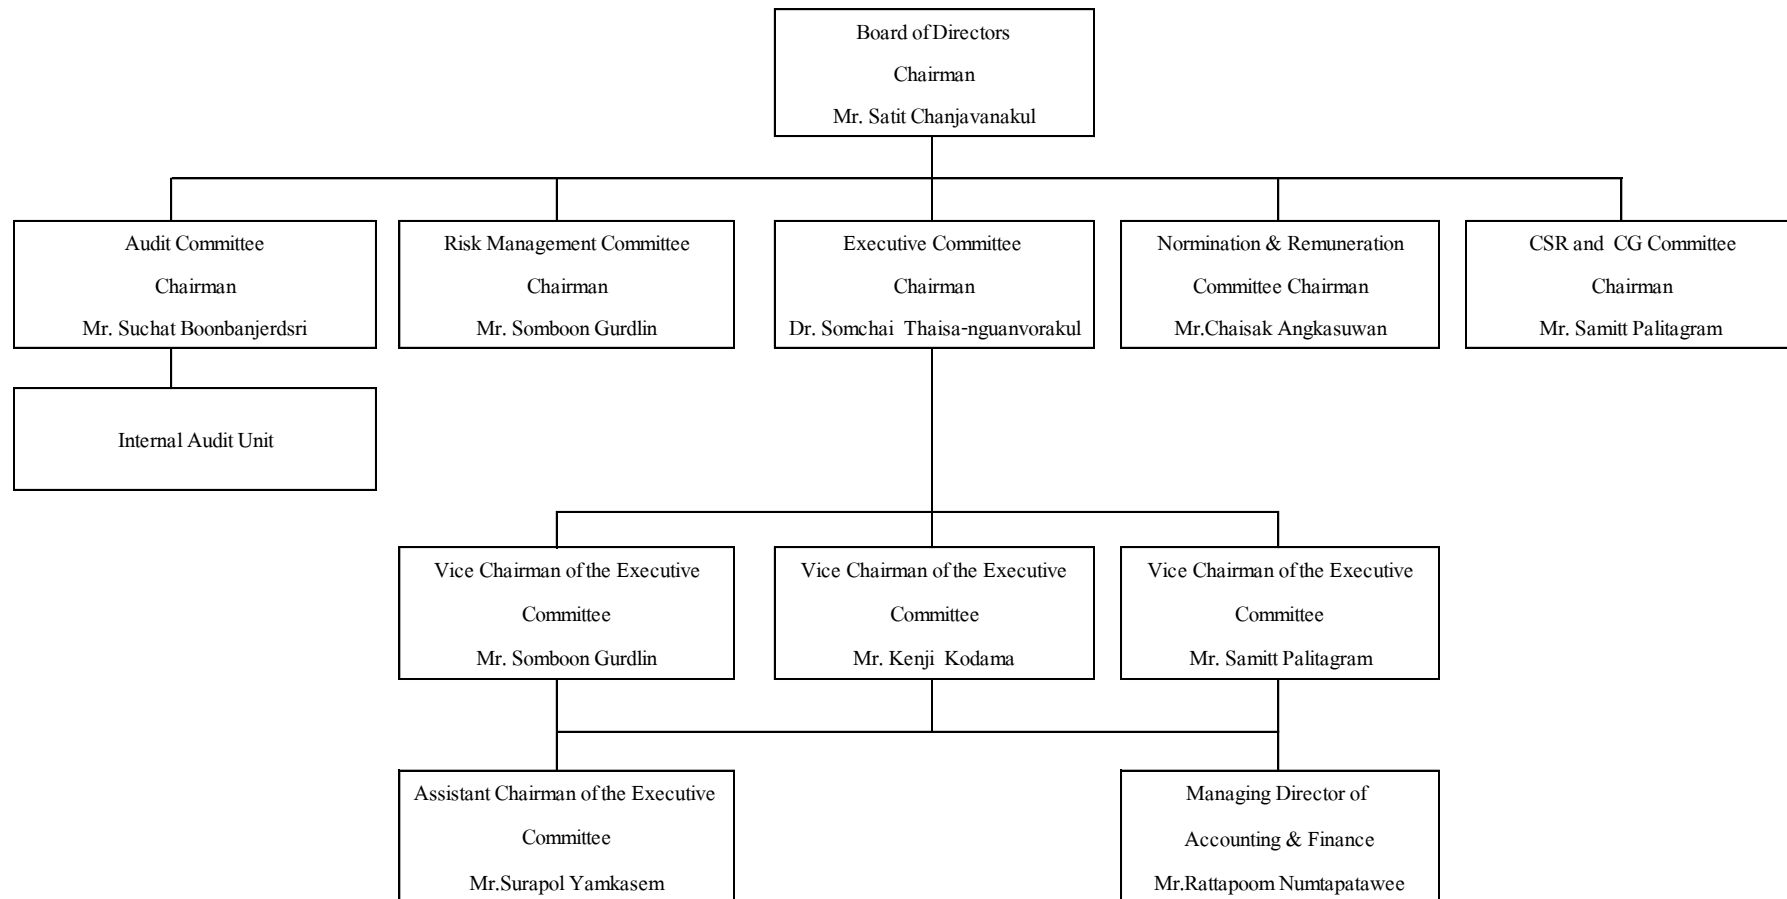 Board of Directors
Chairman
Mr. Satit Chanjavanakul
Audit Committee
Chairman
Mr. Suchat Boonbanjerdsri
Risk Management Committee
Chairman
Mr. Somboon Gurdlin
Executive Committee
Chairman
Dr. Somchai Thaisa-nguanvorakul
Normination & Remuneration
Committee Chairman
Mr.Chaisak Angkasuwan
CSR and CG Committee
Chairman
Mr. Samitt Palitagram
Internal Audit Unit
Vice Chairman of the Executive
Committee
Mr. Somboon Gurdlin
Vice Chairman of the Executive
Committee
Mr. Kenji Kodama
Vice Chairman of the Executive
Committee
Mr. Samitt Palitagram
Assistant Chairman of the Executive
Committee
Mr.Surapol Yamkasem
Managing Director of
Accounting & Finance
Mr.Rattapoom Numtapatawee